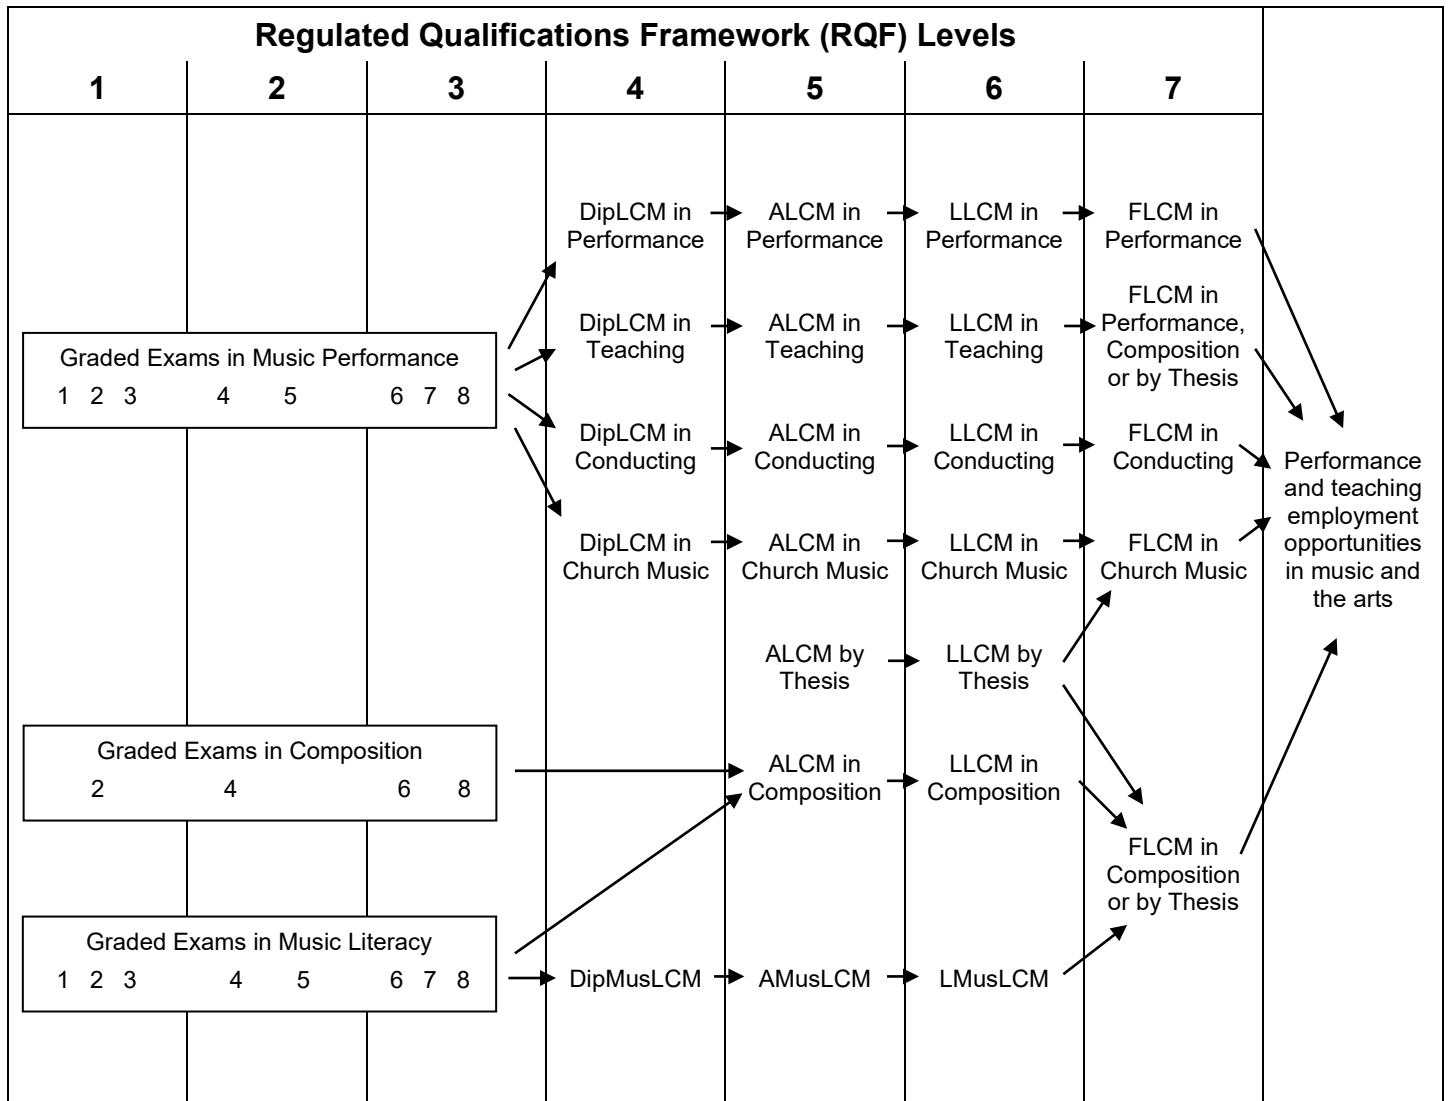 Regulated Qualifications Framework (RQF) Levels
1 2 3 4 5 6 7
DipLCM in
Performance
ALCM in
Performance
LLCM in
Performance
FLCM in
Performance
Graded Exams in Music Performance
1 2 3 4 5 6 7 8
DipLCM in
Teaching
ALCM in
Teaching
LLCM in
Teaching
FLCM in
Performance,
Composition
or by Thesis
DipLCM in
Conducting
ALCM in
Conducting
LLCM in
Conducting
FLCM in
Conducting
Performance
and teaching
employment
opportunities
in music and
the arts
DipLCM in
Church Music
ALCM in
Church Music
LLCM in
Church Music
FLCM in
Church Music
ALCM by
Thesis
LLCM by
Thesis
Graded Exams in Composition
2 4 6 8
ALCM in
Composition
LLCM in
Composition
FLCM in
Composition
or by Thesis
Graded Exams in Music Literacy
1 2 3 4 5 6 7 8
DipMusLCM
AMusLCM
LMusLCM